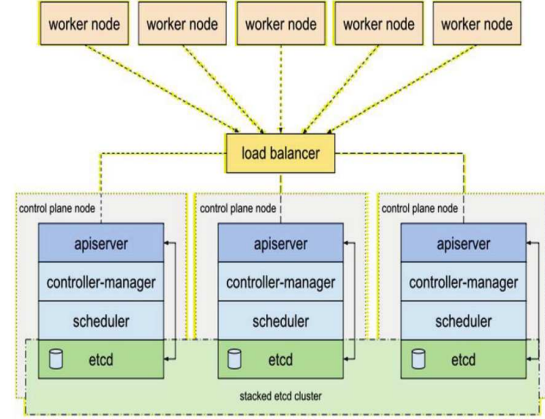 worker node worker node worker node worker node worker node
load balancer
control plane node control plane node control plane node
apiserver apiserver apiserver
controller-manager controller-manager controller-manager
scheduler scheduler scheduler
etcd etcd etcd
stacked etcd cluster